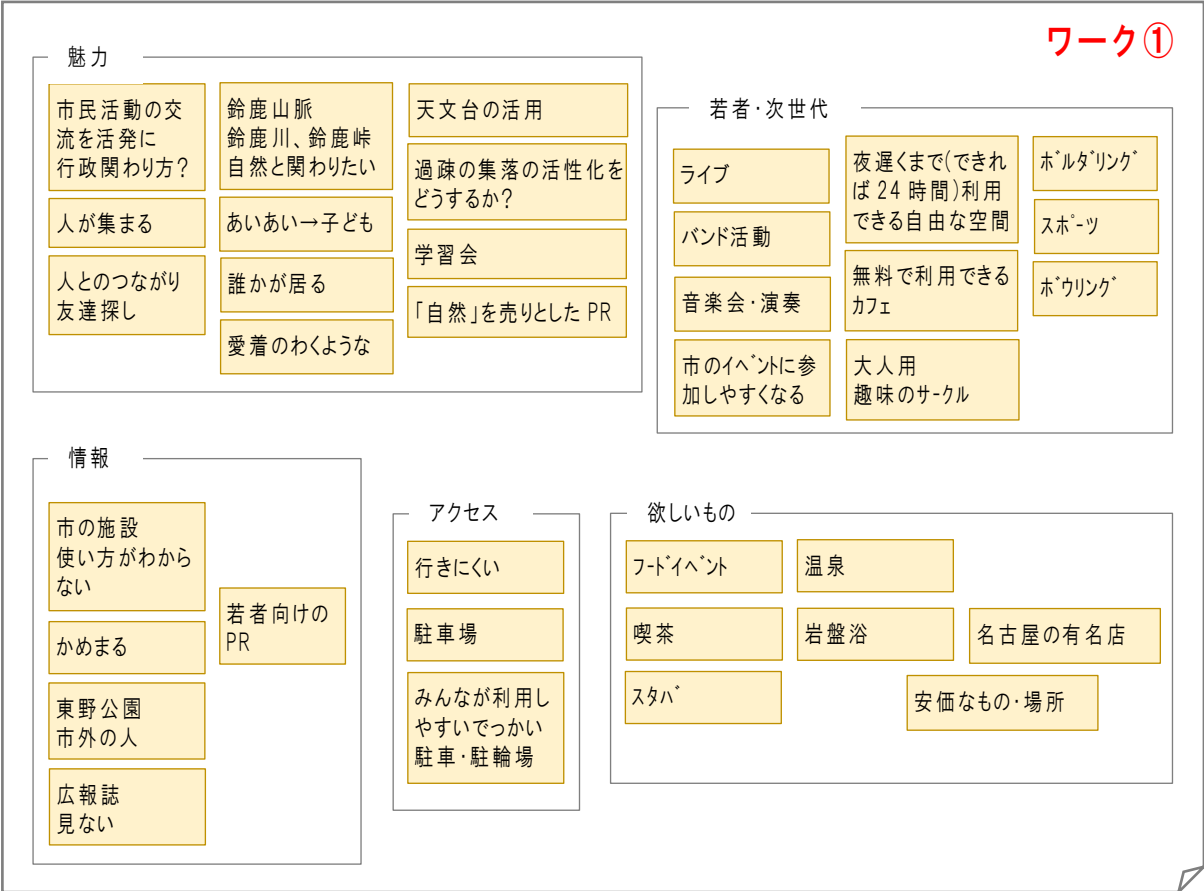 ワーク①
魅力
市民活動の交
流を活発に
行政関わり方？
人が集まる
人とのつながり
友達探し
鈴鹿山脈
鈴鹿川、鈴鹿峠
自然と関わりたい
あいあい→子ども
誰かが居る
愛着のわくような
天文台の活用
過疎の集落の活性化を
どうするか？
学習会
「自然」を売りとした PR
若者・次世代
ライブ
バンド活動
音楽会・演奏
市のｲﾍﾞﾝﾄに参
加しやすくなる
夜遅くまで(できれ
ば 24 時間)利用
できる自由な空間
無料で利用できる
ｶﾌｪ
大人用
趣味のｻｰｸﾙ
ﾎﾞﾙﾀﾞﾘﾝｸﾞ
ｽﾎﾟｰﾂ
ﾎﾞｳﾘﾝｸﾞ
情報
市の施設
使い方がわから
ない
かめまる
東野公園
市外の人
広報誌
見ない
若者向けの
PR
アクセス
行きにくい
駐車場
みんなが利用し
やすいでっかい
駐車・駐輪場
欲しいもの
ﾌｰﾄﾞｲﾍﾞﾝﾄ
喫茶
ｽﾀﾊﾞ
温泉
岩盤浴
名古屋の有名店
安価なもの・場所